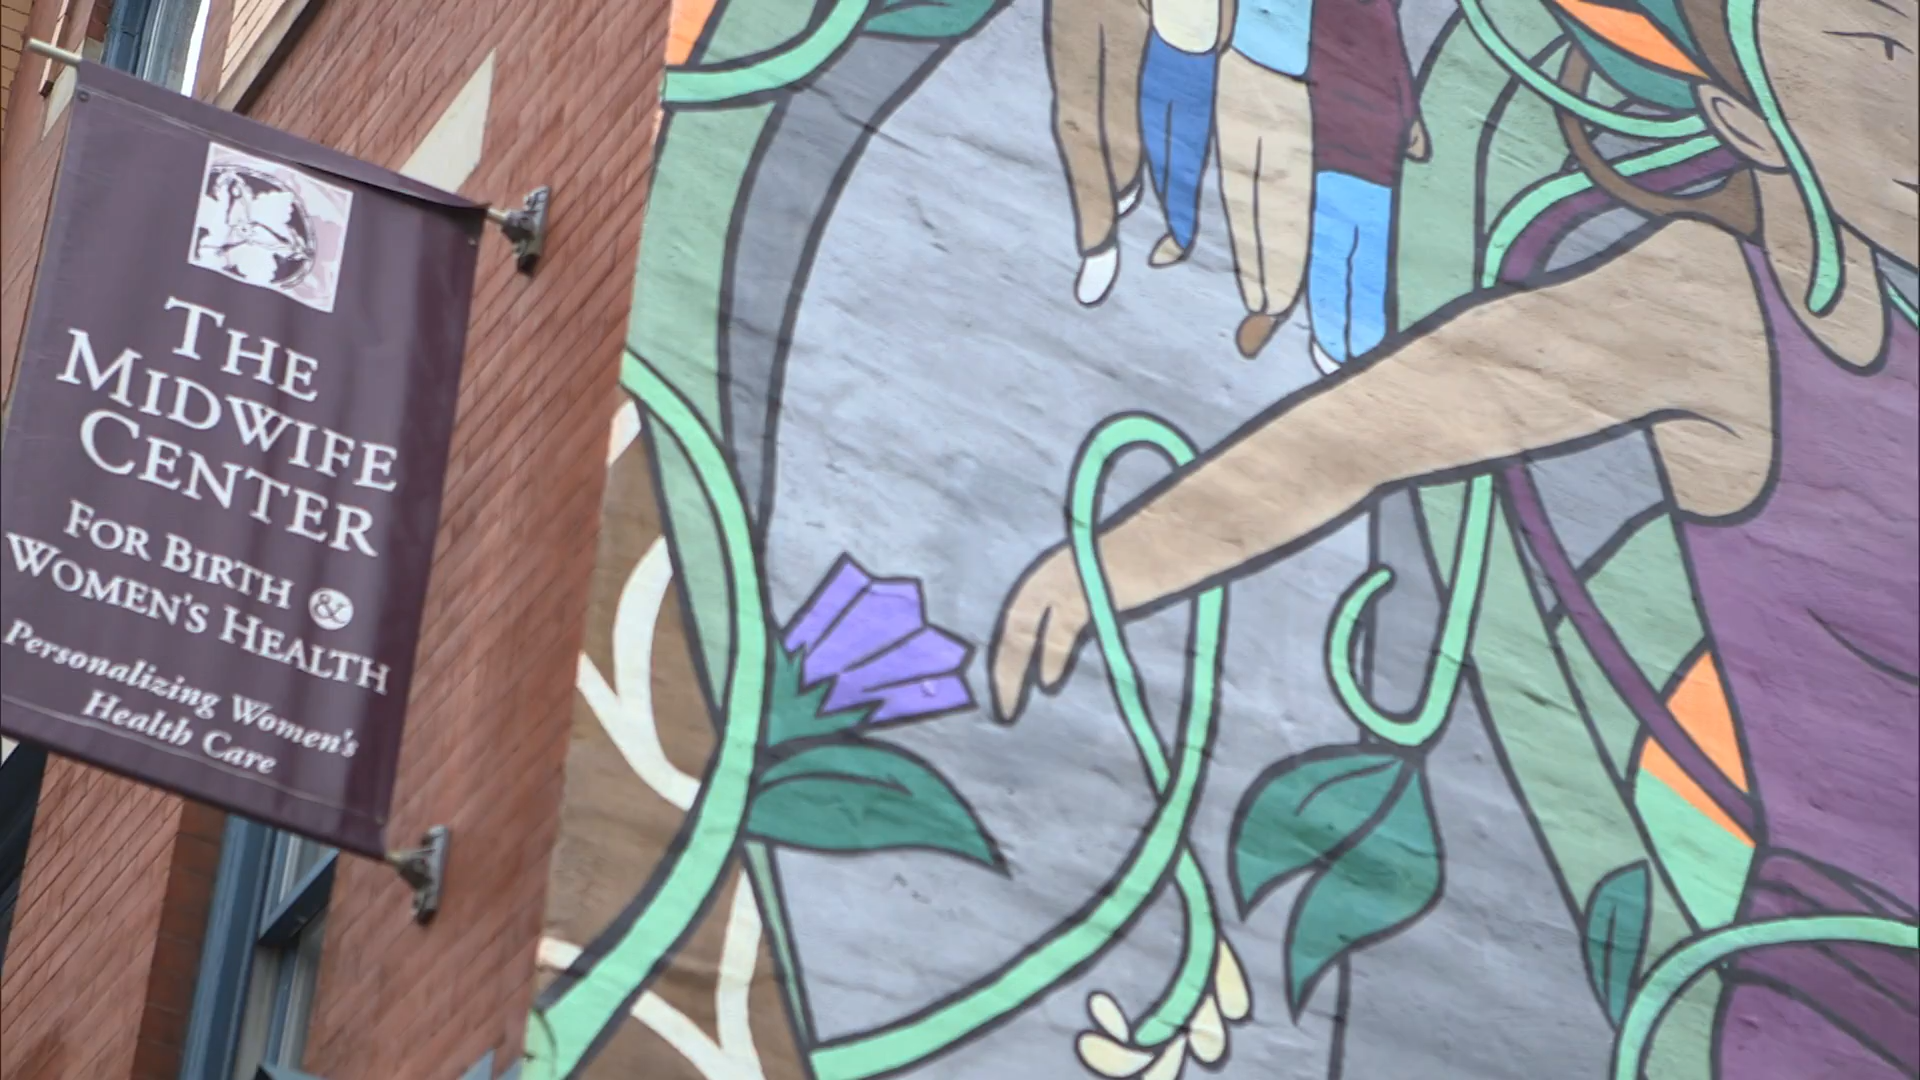 THE
MIDWIFE
CENTER
FOR BIRTH &
WOMEN'S HEALTH
Personalizing Women's
Health Care